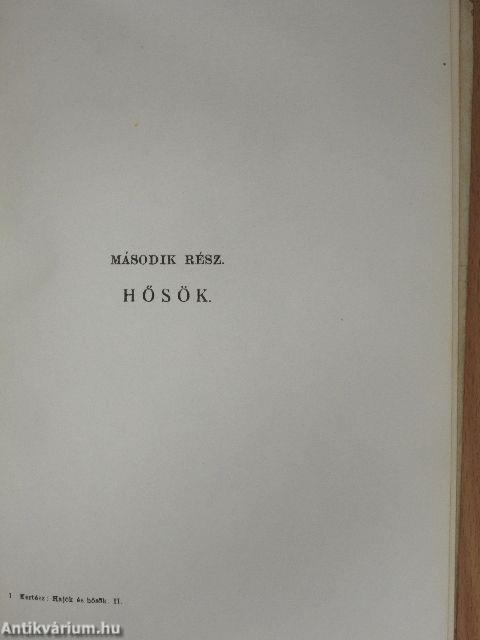 MÁSODIK RÉSZ.
HŐSÖK.
1 Kertész: Hajók és hősök. II.
Antikvárium.hu